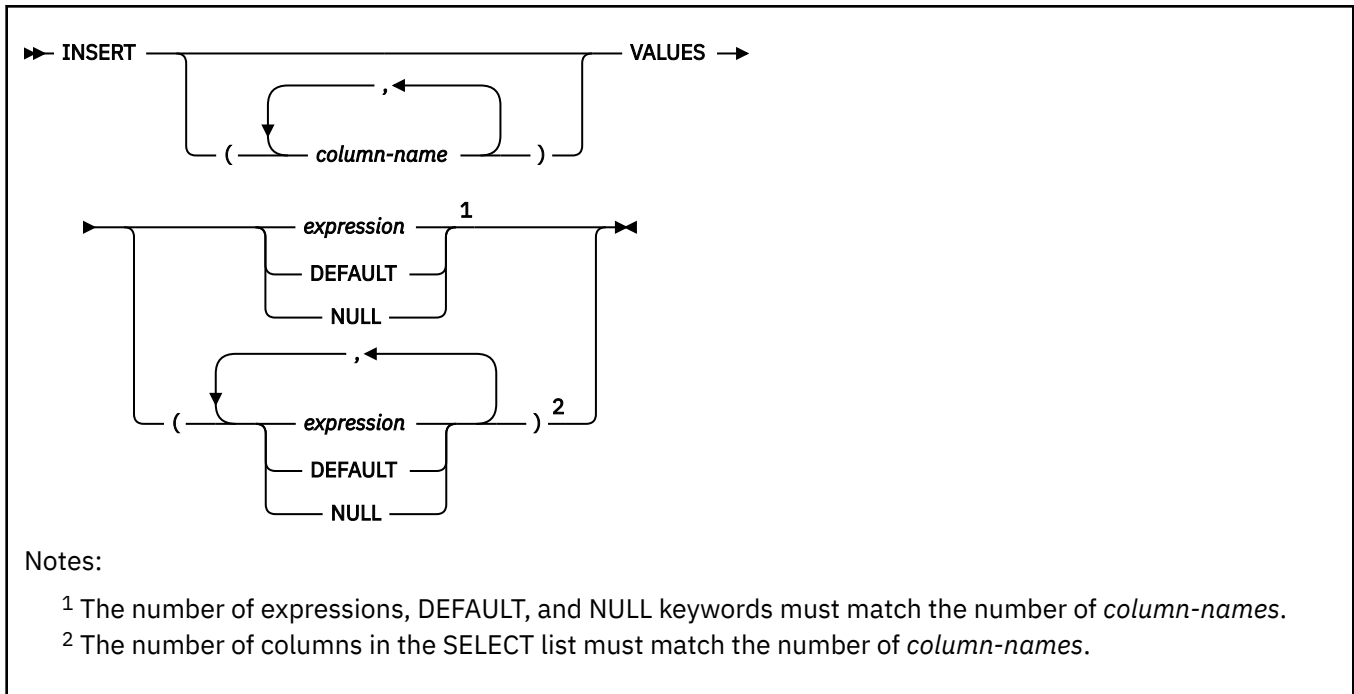 INSERT VALUES
,
( column-name )
expression 1
DEFAULT
NULL
,
( expression ) 2
DEFAULT
NULL
Notes:
1 The number of expressions, DEFAULT, and NULL keywords must match the number of column-names.
2 The number of columns in the SELECT list must match the number of column-names.